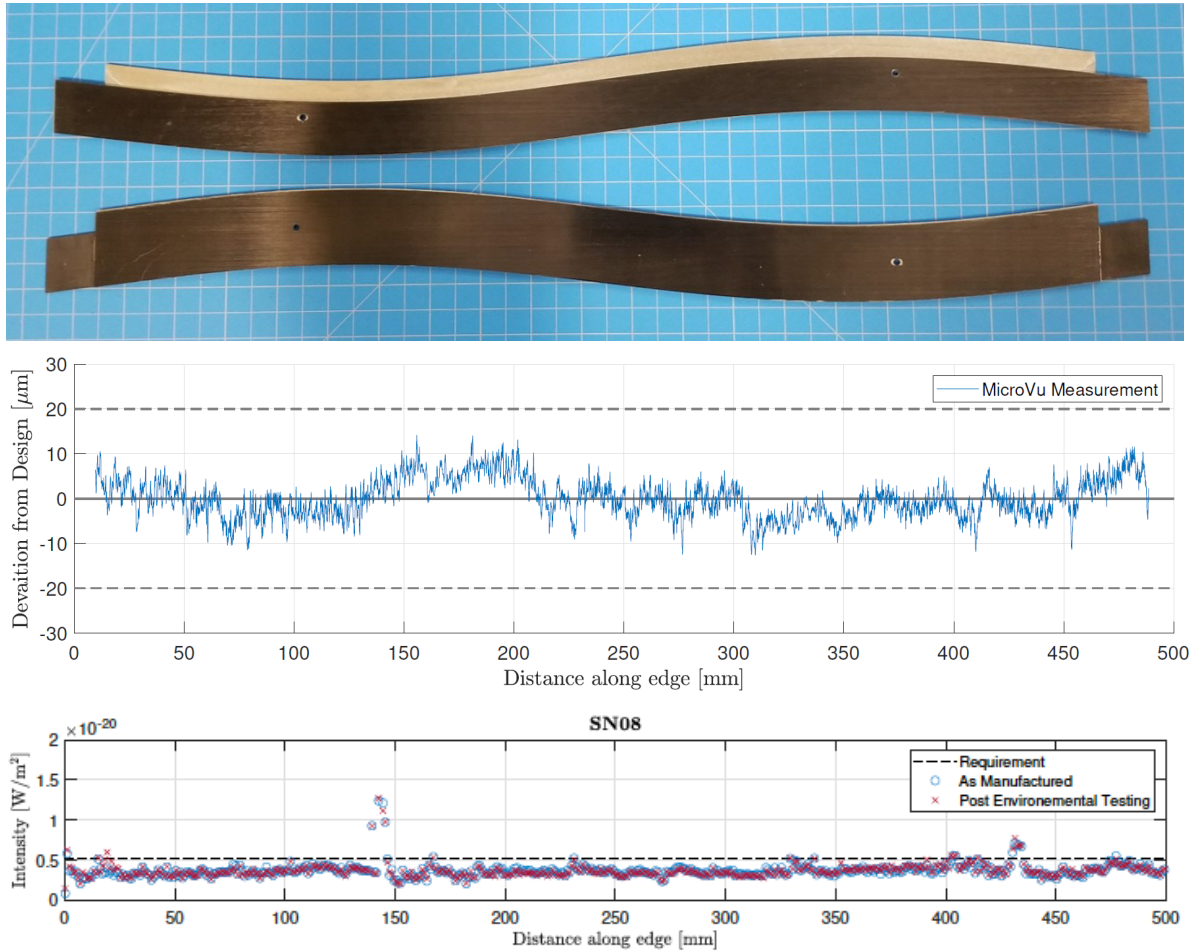 30
20
10
0
-10
-20
-30
Devaition from Design [μm]
MicroVu Measurement
0 50 100 150 200 250 300 350 400 450 500
Distance along edge [mm]
SN08
×10⁻²⁰
2
1.5
1
0.5
0
Intensity [W/m²]
Requirement
As Manufactured
Post Environemental Testing
0 50 100 150 200 250 300 350 400 450 500
Distance along edge [mm]